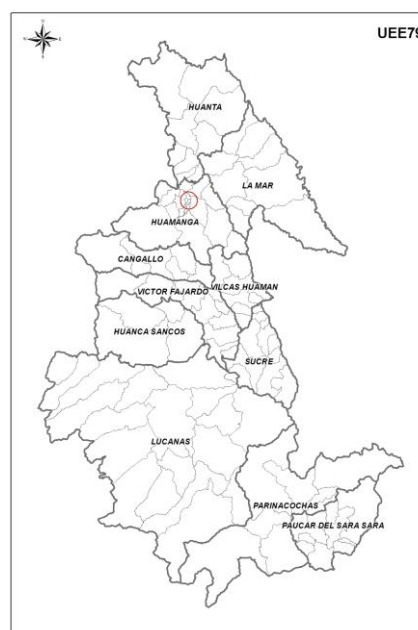 UEE79
N
HUANTA
LA MAR
HUAMANGA
CANGALLO
VICTOR FAJARDO
VILCAS HUAMAN
HUANCA SANCOS
SUCRE
LUCANAS
PARINACOCHAS
PAUCAR DEL SARA SARA